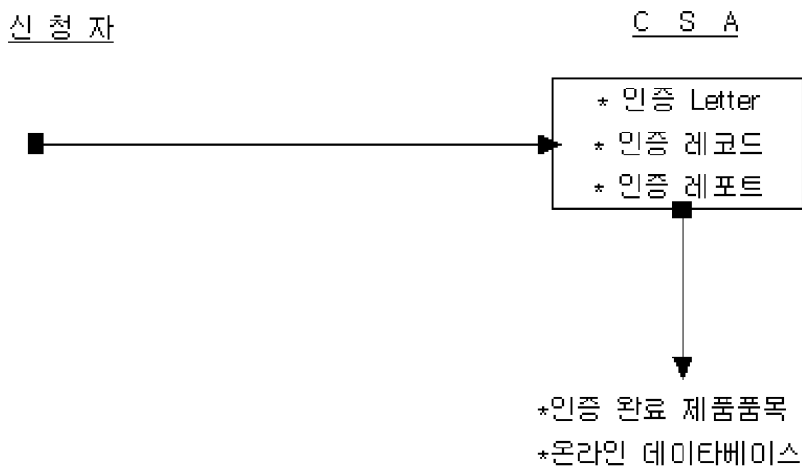 신 청 자
C S A
* 인증 Letter
* 인증 레코드
* 인증 레포트
*인증 완료 제품품목
*온라인 데이타베이스